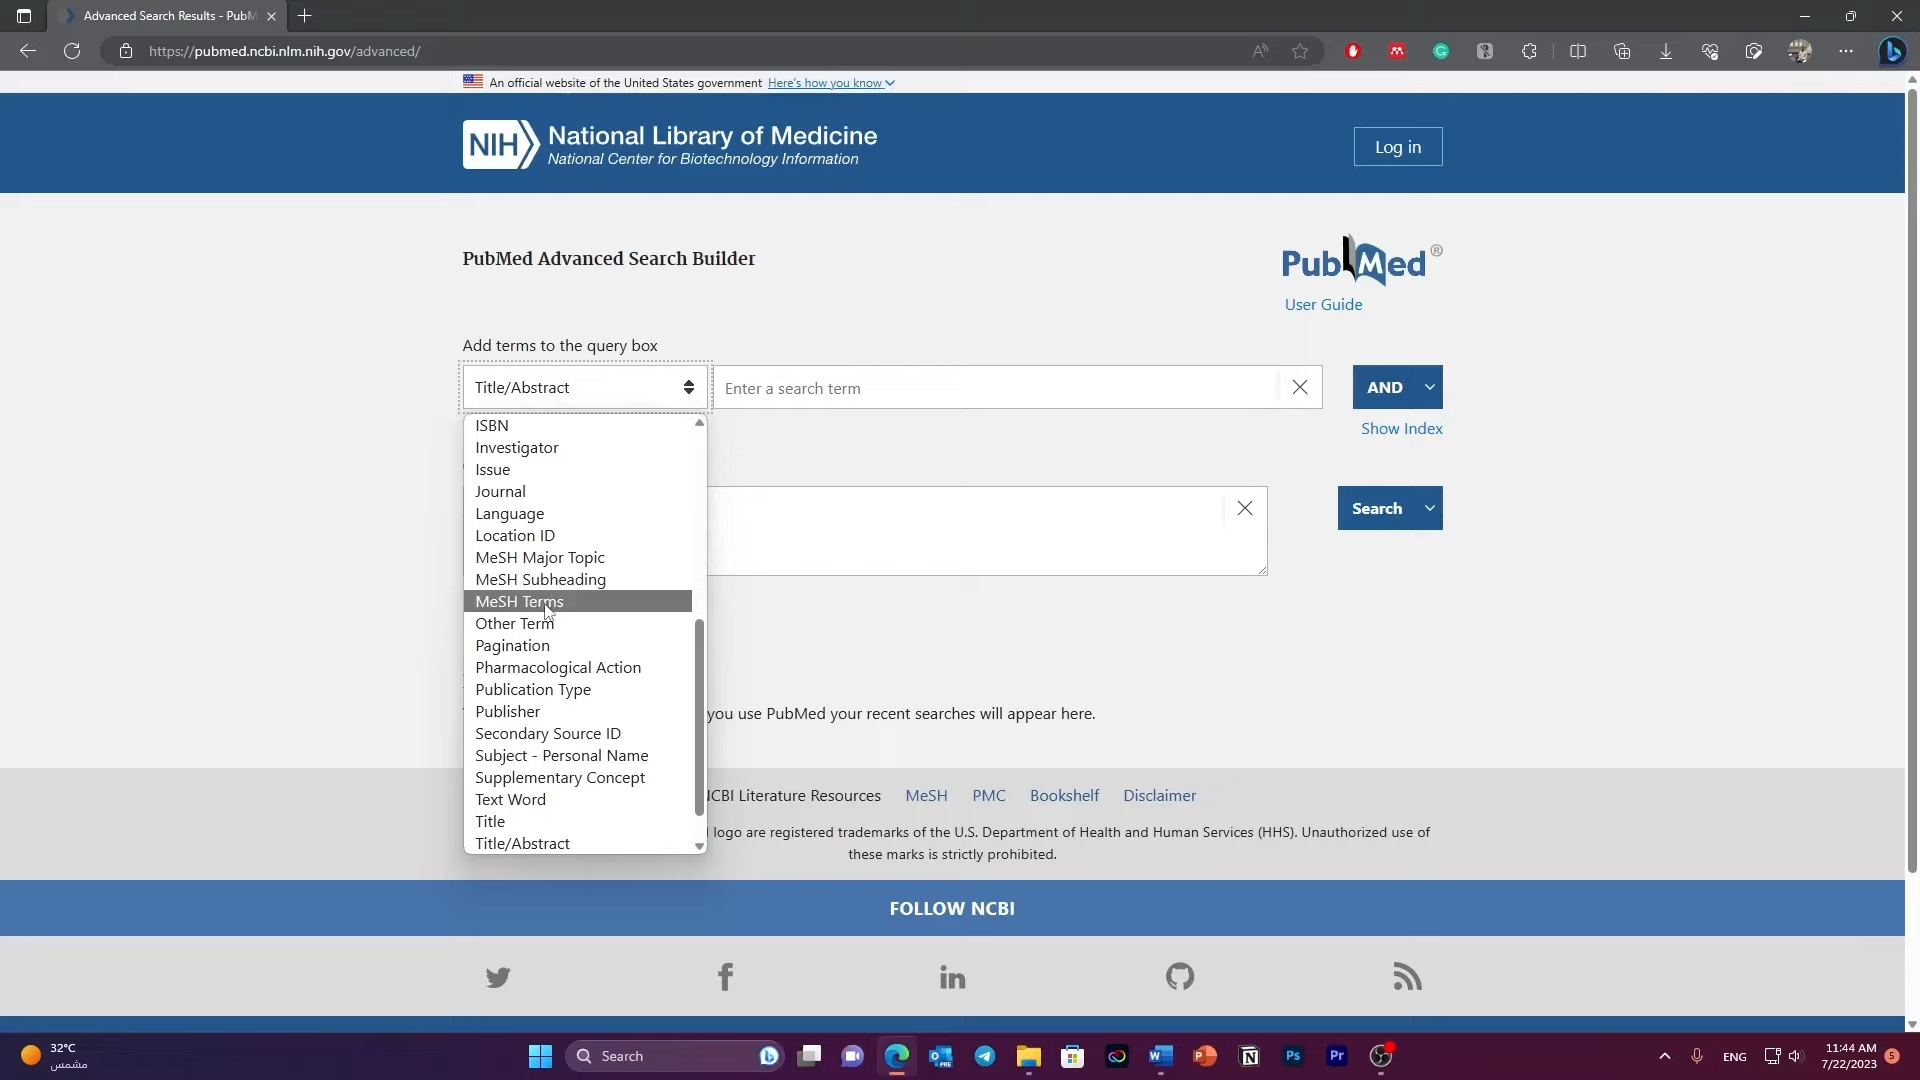 Advanced Search Results - PubM
https://pubmed.ncbi.nlm.nih.gov/advanced/
An official website of the United States government Here's how you know
NIH National Library of Medicine
National Center for Biotechnology Information
Log in
PubMed Advanced Search Builder
PubMed ®
User Guide
Add terms to the query box
Title/Abstract
Enter a search term
AND
Show Index
ISBN
Investigator
Issue
Journal
Language
Location ID
MeSH Major Topic
MeSH Subheading
MeSH Terms
Other Term
Pagination
Pharmacological Action
Publication Type
Publisher
Secondary Source ID
Subject - Personal Name
Supplementary Concept
Text Word
Title
Title/Abstract
Search
you use PubMed your recent searches will appear here.
NCBI Literature Resources MeSH PMC Bookshelf Disclaimer
logo are registered trademarks of the U.S. Department of Health and Human Services (HHS). Unauthorized use of
these marks is strictly prohibited.
FOLLOW NCBI
32°C
مشمس
Search
ENG
11:44 AM
7/22/2023
5